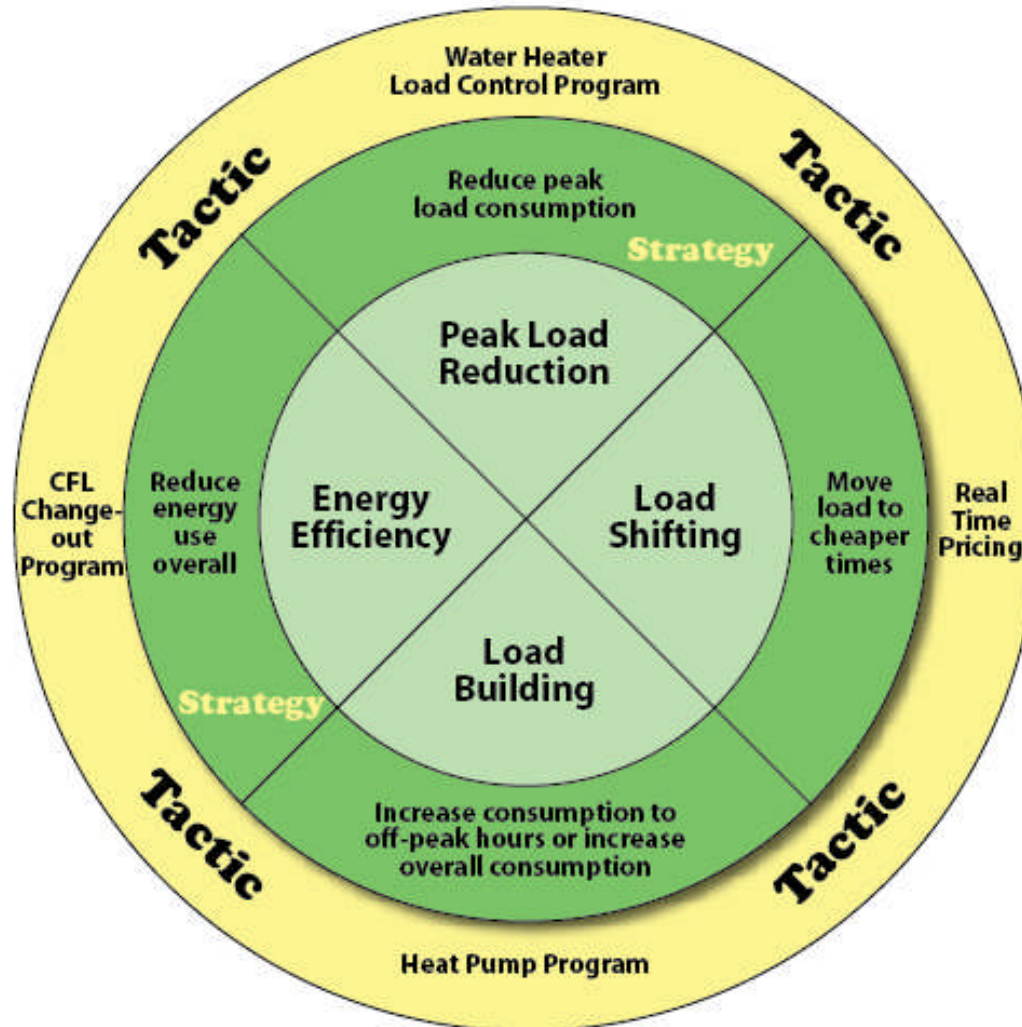 Water Heater
Load Control Program
Tactic
Tactic
Reduce peak
load consumption
Strategy
Peak Load
Reduction
CFL
Change-
out
Program
Reduce
energy
use
overall
Energy
Efficiency
Load
Shifting
Move
load to
cheaper
times
Real
Time
Pricing
Load
Building
Strategy
Tactic
Tactic
Increase consumption to
off-peak hours or increase
overall consumption
Heat Pump Program